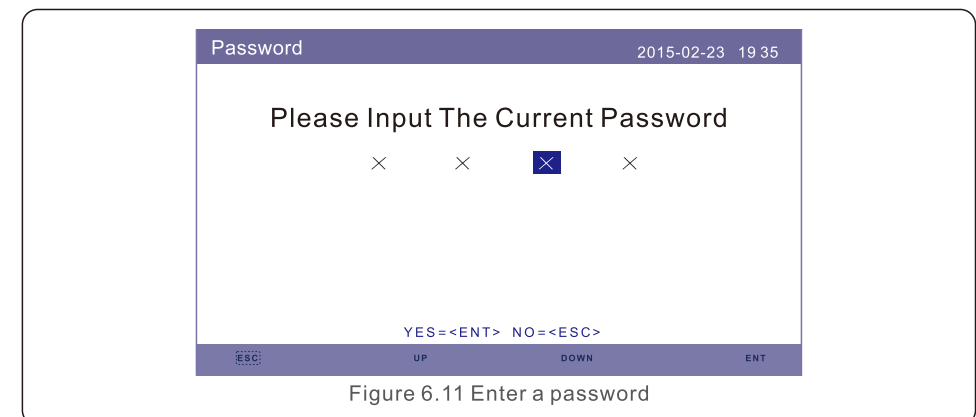 Password 2015-02-23 19 35
Please Input The Current Password
× × × ×
YES=<ENT> NO=<ESC>
ESC UP DOWN ENT
Figure 6.11 Enter a password